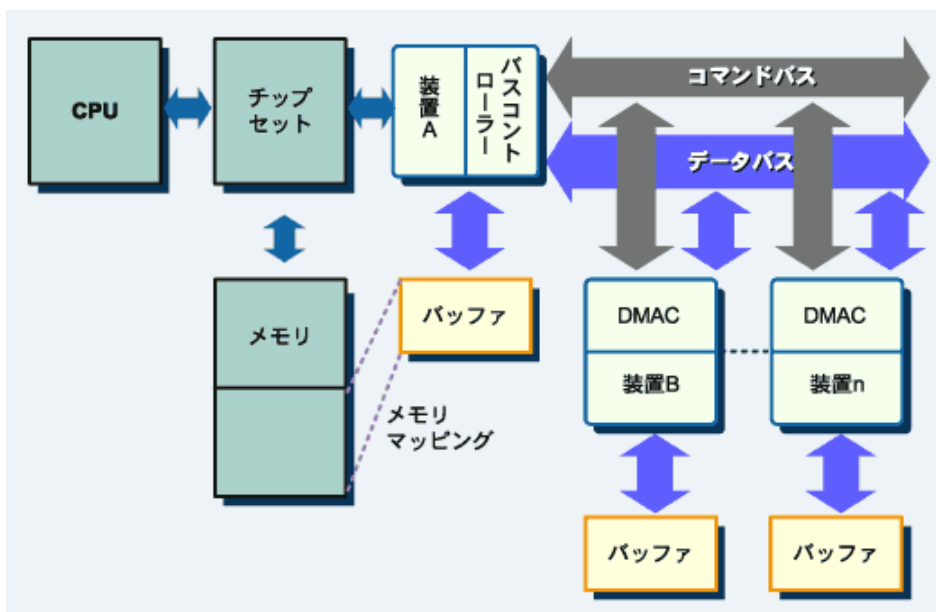 CPU
チップ
セット
装置A
バスコント
ローラー
コマンドバス
データバス
メモリ
バッファ
メモリ
マッピング
DMAC
装置B
DMAC
装置n
バッファ
バッファ